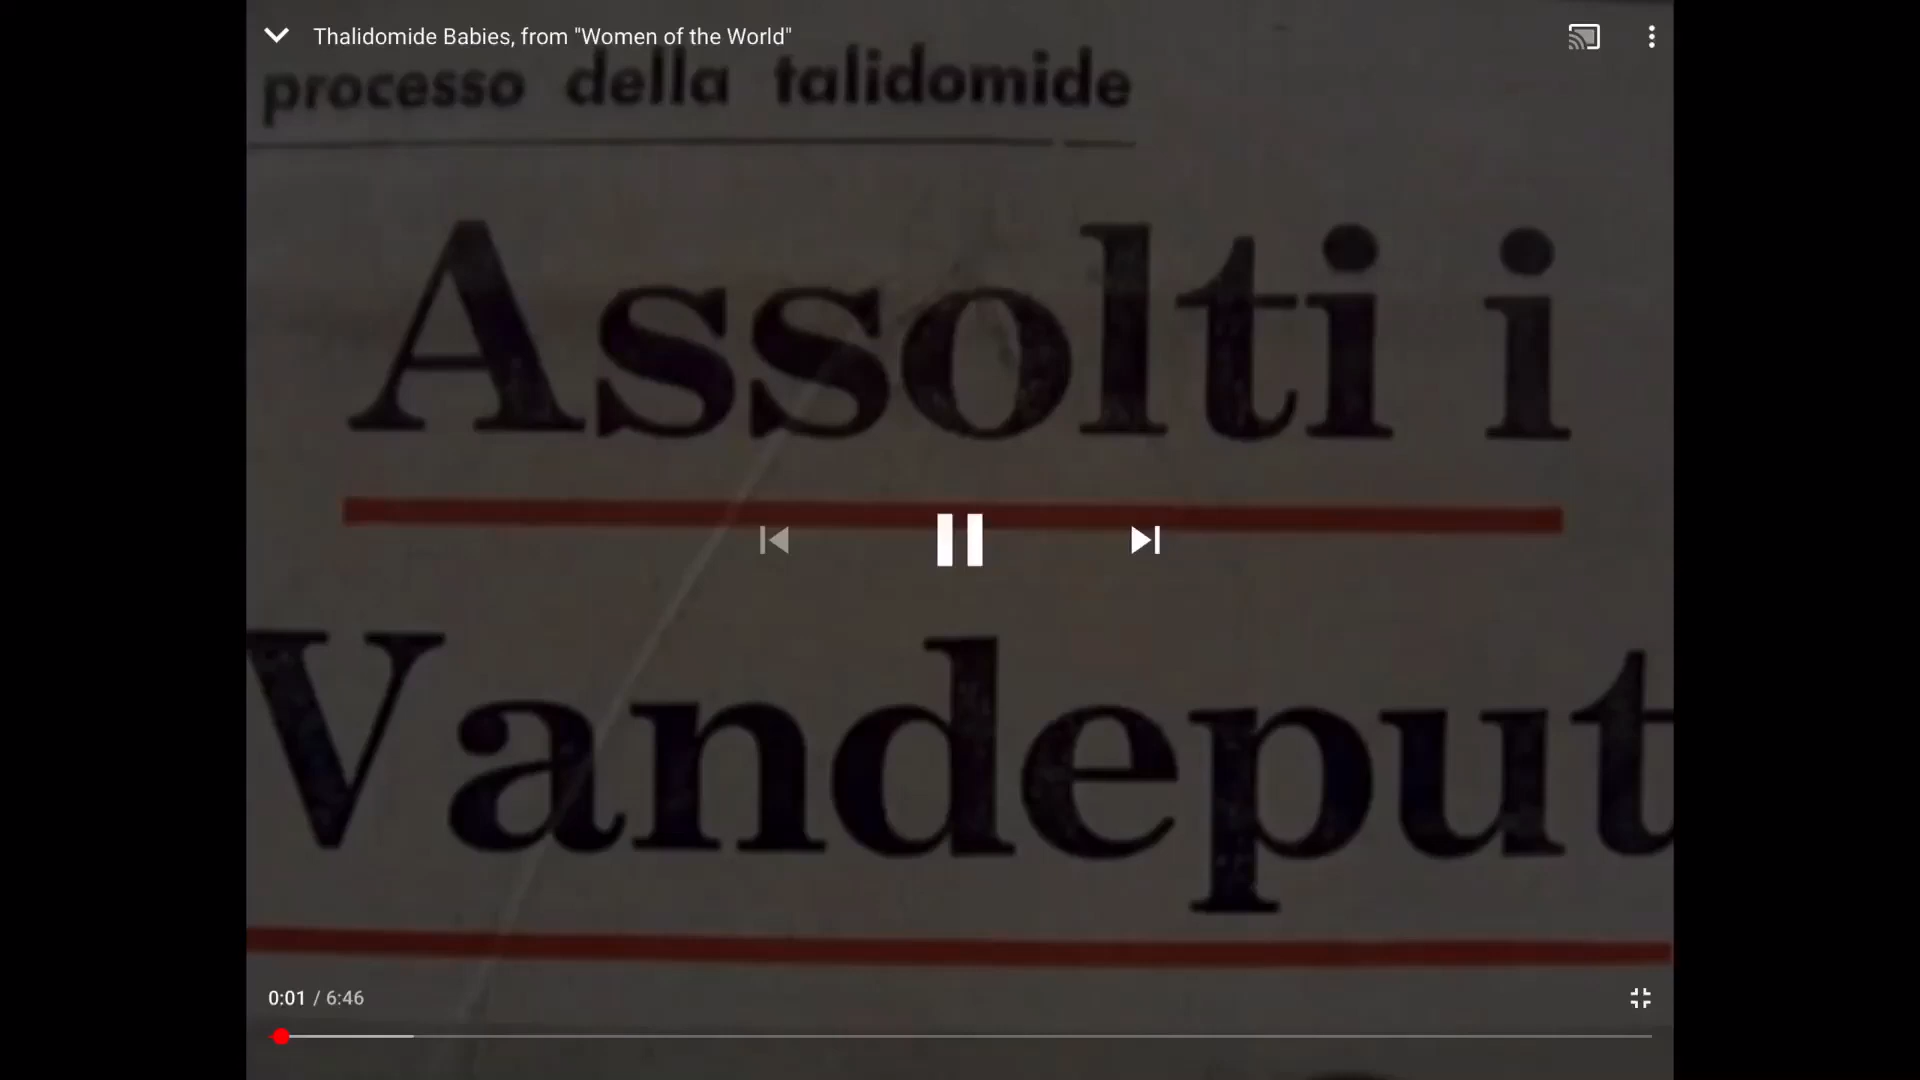 Thalidomide Babies, from "Women of the World"
processo della talidomide
Assolti i
Vandeput
0:01 / 6:46